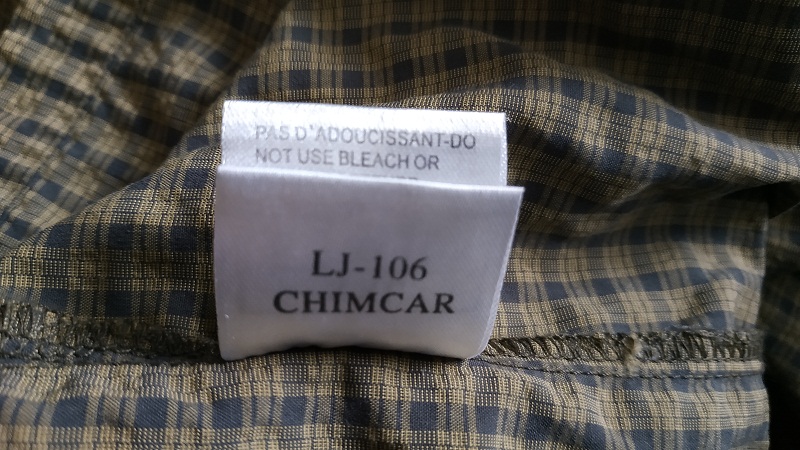 PAS D'ADOUCISSANT-DO
NOT USE BLEACH OR
LJ-106
CHIMCAR